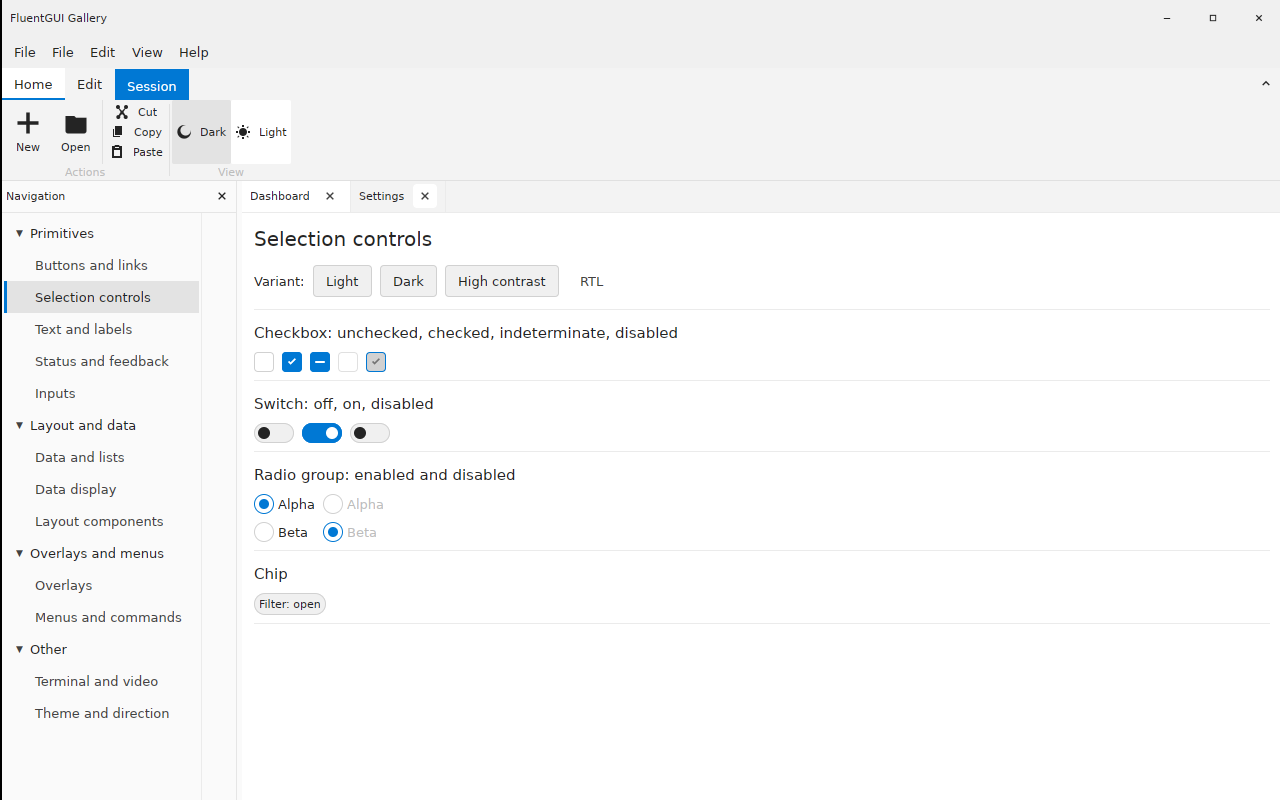 FluentGUI Gallery
File File Edit View Help
Home Edit Session
New Open Cut Copy Paste Dark Light
Actions View
Navigation
Dashboard Settings
Primitives
Buttons and links
Selection controls
Text and labels
Status and feedback
Inputs
Layout and data
Data and lists
Data display
Layout components
Overlays and menus
Overlays
Menus and commands
Other
Terminal and video
Theme and direction
Selection controls
Variant: Light Dark High contrast RTL
Checkbox: unchecked, checked, indeterminate, disabled
Switch: off, on, disabled
Radio group: enabled and disabled
Alpha Alpha
Beta Beta
Chip
Filter: open